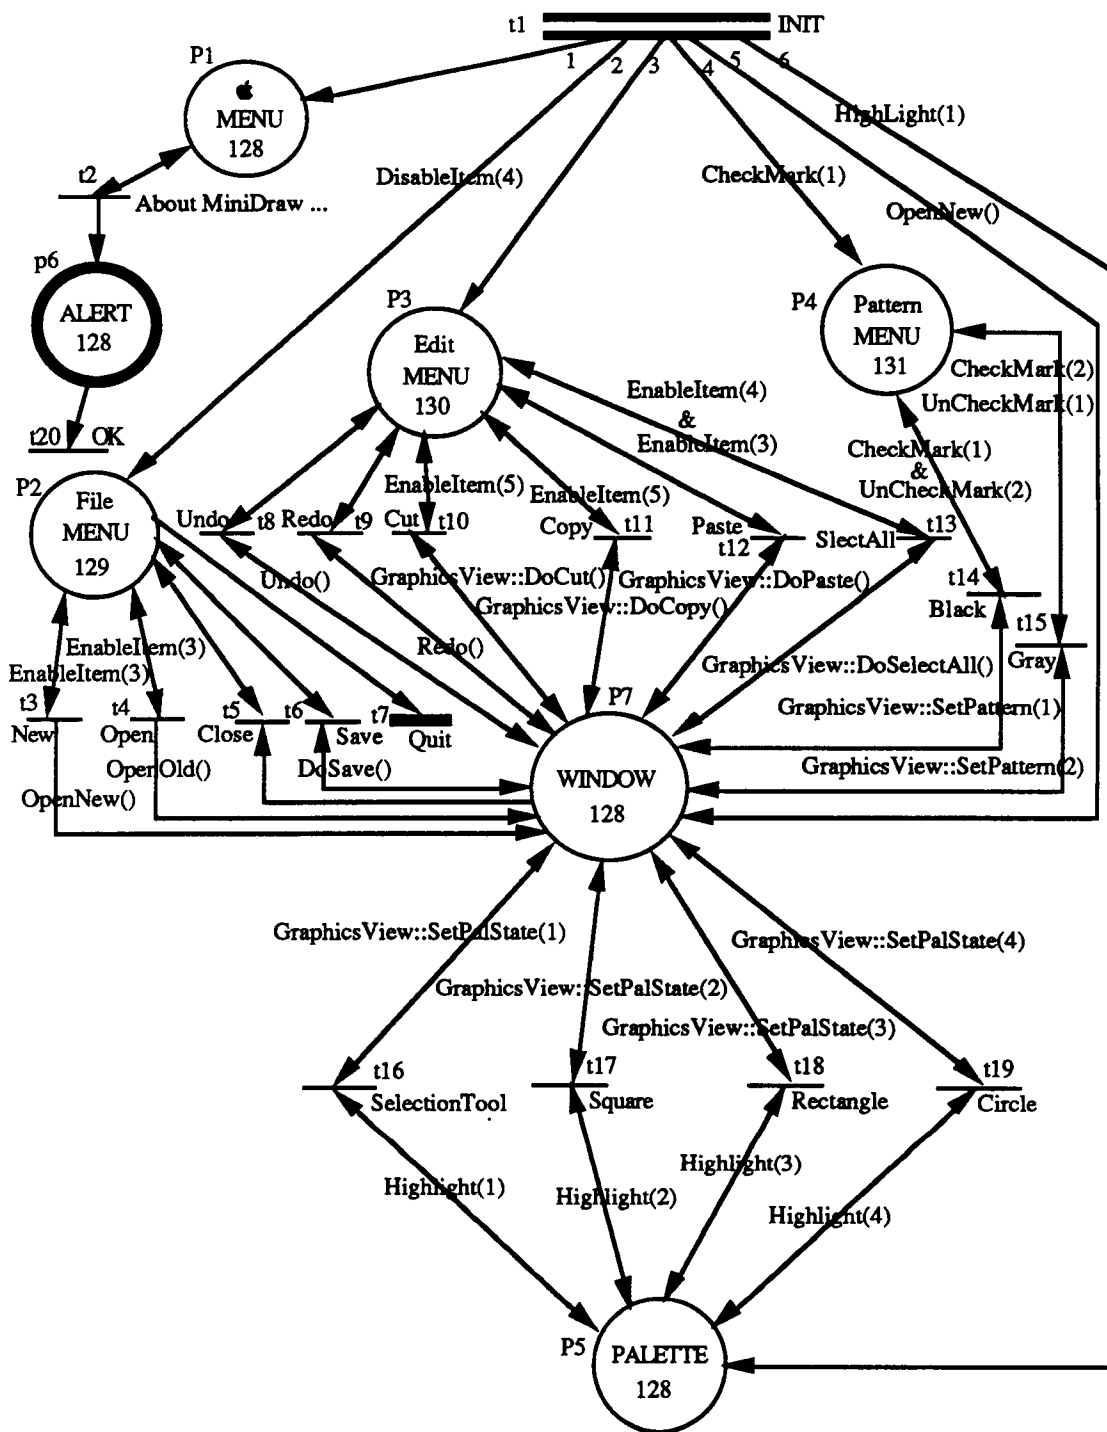 t1
INIT
1
2
3
4
5
6
P1
MENU
128
HighLight(1)
t2
About MiniDraw ...
DisableItem(4)
CheckMark(1)
OpenNew()
p6
ALERT
128
P3
Edit
MENU
130
P4
Pattern
MENU
131
CheckMark(2)
UnCheckMark(1)
EnableItem(4)
&
EnableItem(3)
t20
OK
CheckMark(1)
&
UnCheckMark(2)
P2
File
MENU
129
EnableItem(5)
EnableItem(5)
Undo
t8
Redo
t9
Cut
t10
Copy
t11
Paste
t12
SlectAll
t13
Undo()
GraphicsView::DoCut()
GraphicsView::DoPaste()
GraphicsView::DoCopy()
t14
Black
t15
Gray
EnableItem(3)
EnableItem(3)
Redo()
GraphicsView::DoSelectAll()
t3
New
t4
Open
t5
Close
t6
Save
t7
Quit
P7
WINDOW
128
GraphicsView::SetPattern(1)
GraphicsView::SetPattern(2)
OpenOld()
DoSave()
OpenNew()
GraphicsView::SetPalState(1)
GraphicsView::SetPalState(4)
GraphicsView::SetPalState(2)
GraphicsView::SetPalState(3)
t16
SelectionTool
t17
Square
t18
Rectangle
t19
Circle
Highlight(1)
Highlight(2)
Highlight(3)
Highlight(4)
P5
PALETTE
128